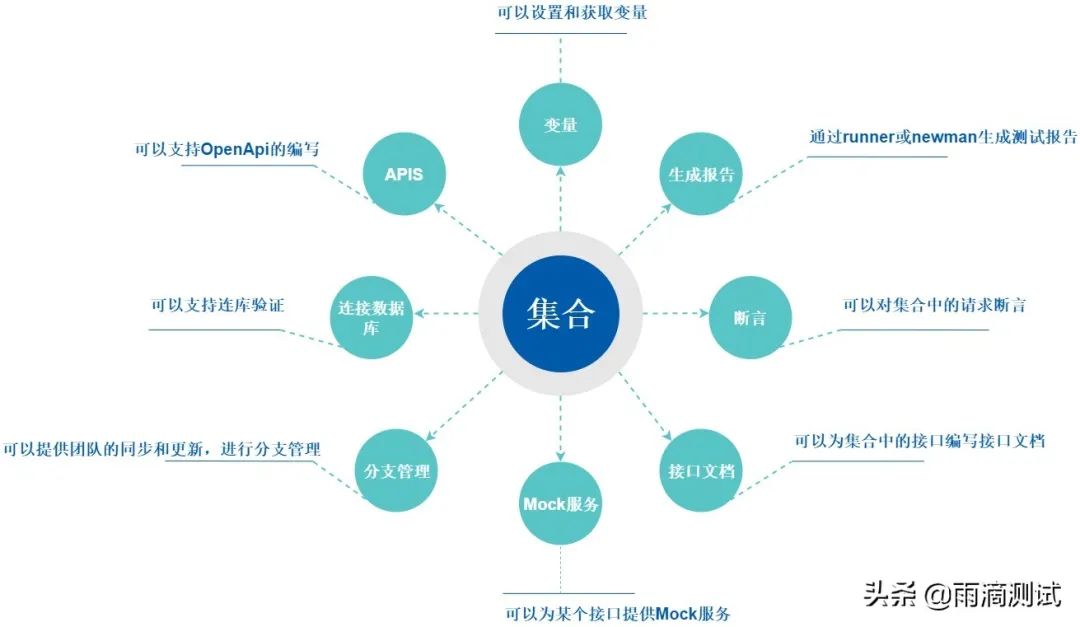 可以设置和获取变量
变量
可以支持OpenApi的编写
APIS
通过runner或newman生成测试报告
生成报告
可以支持连库验证
连接数据
库
集合
断言
可以对集合中的请求断言
可以提供团队的同步和更新，进行分支管理
分支管理
可以为集合中的接口编写接口文档
接口文档
Mock服务
可以为某个接口提供Mock服务
头条 @雨滴测试